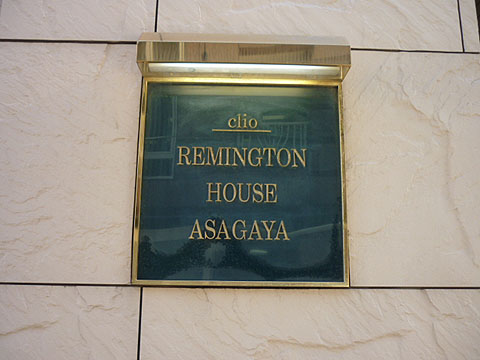 clio
REMINGTON
HOUSE
ASAGAYA